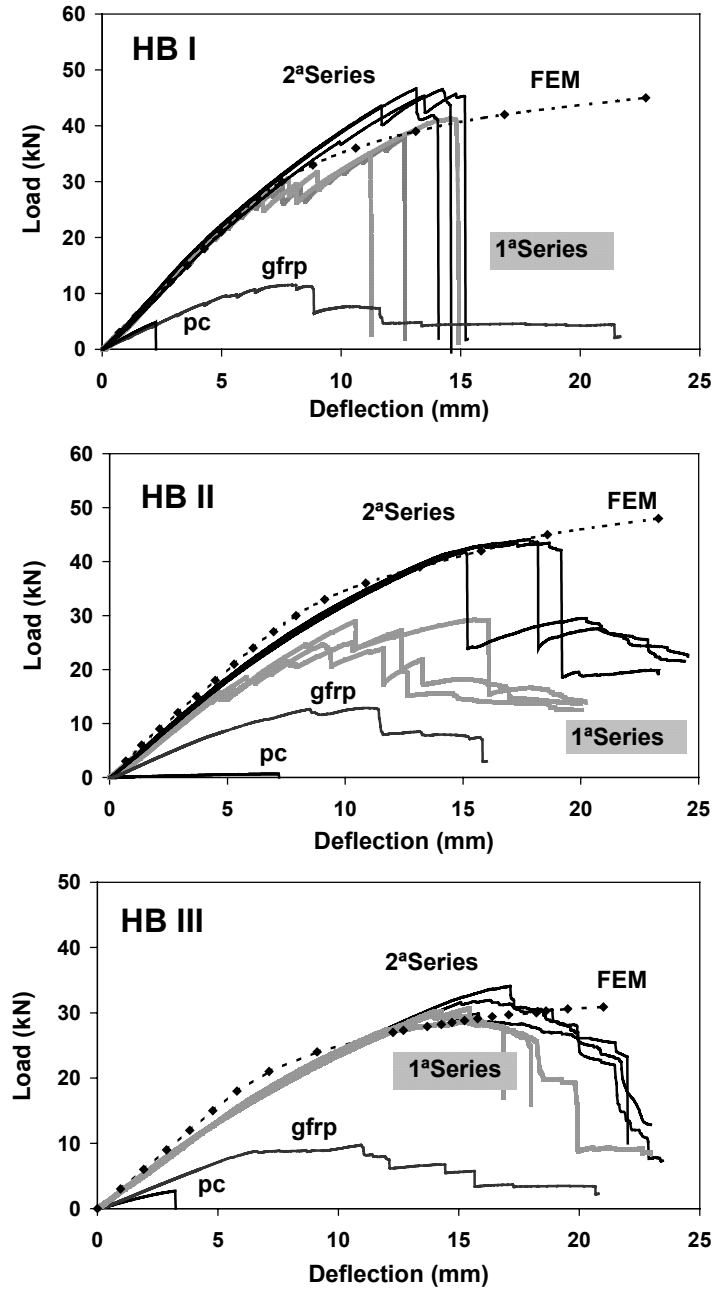 HB I
2ªSeries
FEM
1ªSeries
gfrp
pc
Load (kN)
60
50
40
30
20
10
0
0 5 10 15 20 25
Deflection (mm)
HB II
2ªSeries
FEM
1ªSeries
gfrp
pc
Load (kN)
60
50
40
30
20
10
0
0 5 10 15 20 25
Deflection (mm)
HB III
2ªSeries
FEM
1ªSeries
gfrp
pc
Load (kN)
50
40
30
20
10
0
0 5 10 15 20 25
Deflection (mm)